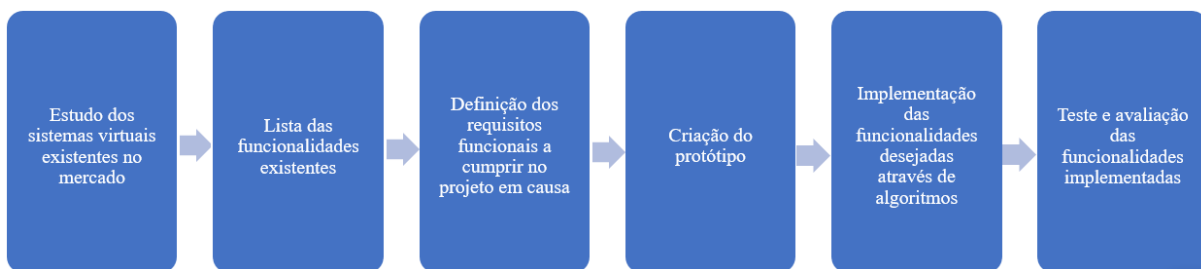 Estudo dos
sistemas virtuais
existentes no
mercado
Lista das
funcionalidades
existentes
Definição dos
requisitos
funcionais a
cumprir no
projeto em causa
Criação do
protótipo
Implementação
das
funcionalidades
desejadas
através de
algoritmos
Teste e avaliação
das
funcionalidades
implementadas